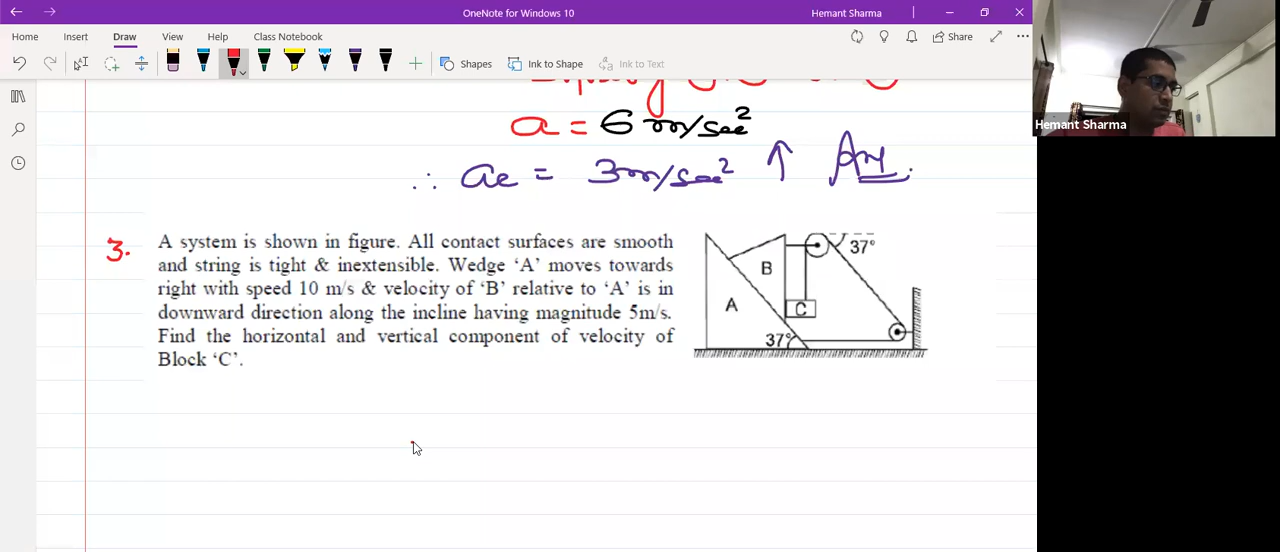 OneNote for Windows 10
Hemant Sharma
Home Insert Draw View Help Class Notebook
Share
Shapes Ink to Shape Ink to Text
a = 6 m/sec²
∴ ac = 3m/sec² ↑ Ans.
3.
A system is shown in figure. All contact surfaces are smooth
and string is tight & inextensible. Wedge ‘A’ moves towards
right with speed 10 m/s & velocity of ‘B’ relative to ‘A’ is in
downward direction along the incline having magnitude 5m/s.
Find the horizontal and vertical component of velocity of
Block ‘C’.
37°
B
A
C
37°
Hemant Sharma